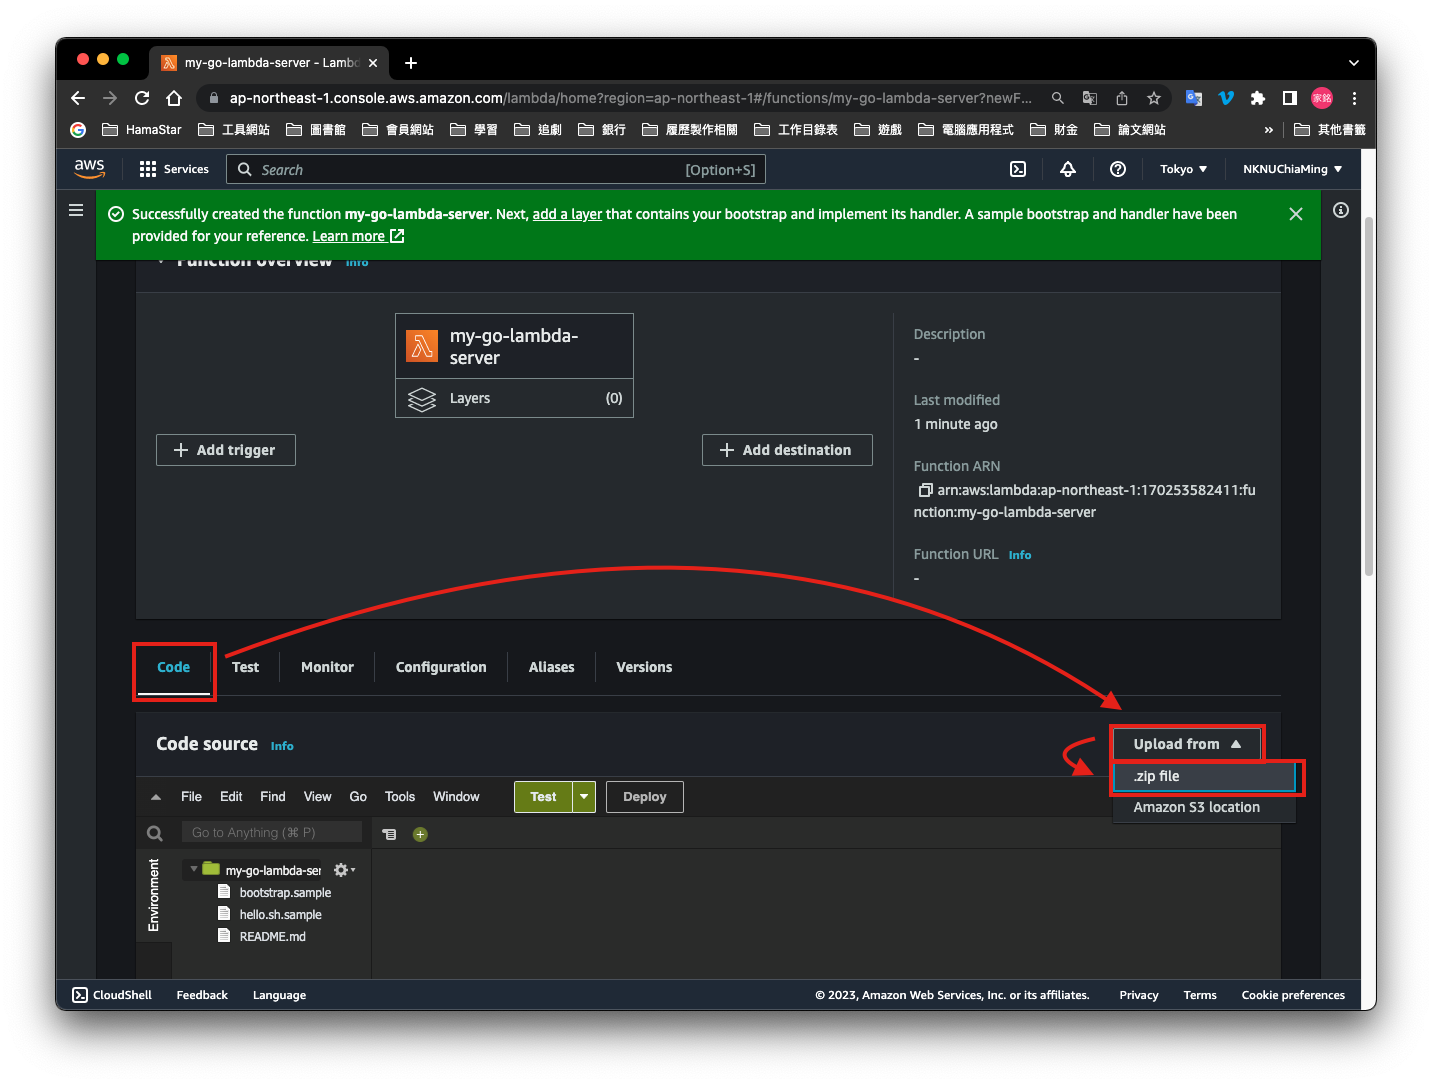 my-go-lambda-server - Lambd
ap-northeast-1.console.aws.amazon.com/lambda/home?region=ap-northeast-1#/functions/my-go-lambda-server?newF...
家銘
HamaStar
工具網站
圖書館
會員網站
學習
追劇
銀行
履歷製作相關
工作目錄表
遊戲
電腦應用程式
財金
論文網站
»
其他書籤
aws
Services
Search
[Option+S]
Tokyo
NKNUChiaMing
Successfully created the function my-go-lambda-server. Next, add a layer that contains your bootstrap and implement its handler. A sample bootstrap and handler have been
provided for your reference. Learn more
Function overview Info
my-go-lambda-
server
Layers (0)
Add trigger
Add destination
Description
-
Last modified
1 minute ago
Function ARN
arn:aws:lambda:ap-northeast-1:170253582411:fu
nction:my-go-lambda-server
Function URL Info
-
Code
Test
Monitor
Configuration
Aliases
Versions
Code source Info
Upload from
.zip file
Amazon S3 location
File Edit Find View Go Tools Window
Test
Deploy
Go to Anything (⌘ P)
Environment
my-go-lambda-ser
bootstrap.sample
hello.sh.sample
README.md
CloudShell
Feedback
Language
© 2023, Amazon Web Services, Inc. or its affiliates.
Privacy
Terms
Cookie preferences